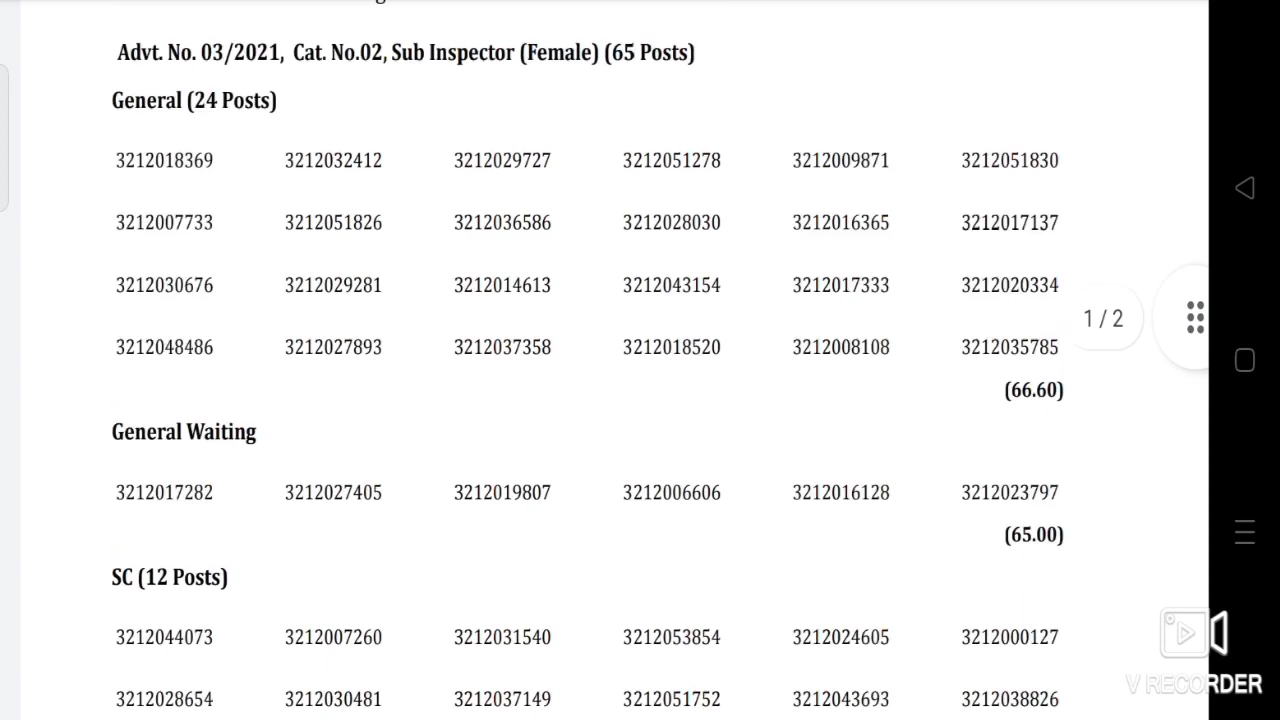 Advt. No. 03/2021, Cat. No.02, Sub Inspector (Female) (65 Posts)
General (24 Posts)
3212018369 3212032412 3212029727 3212051278 3212009871 3212051830
3212007733 3212051826 3212036586 3212028030 3212016365 3212017137
3212030676 3212029281 3212014613 3212043154 3212017333 3212020334
1 / 2
3212048486 3212027893 3212037358 3212018520 3212008108 3212035785
(66.60)
General Waiting
3212017282 3212027405 3212019807 3212006606 3212016128 3212023797
(65.00)
SC (12 Posts)
3212044073 3212007260 3212031540 3212053854 3212024605 3212000127
3212028654 3212030481 3212037149 3212051752 3212043693 3212038826
V RECORDER